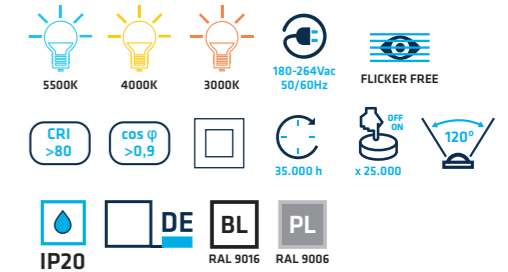 5500K
4000K
3000K
180-264Vac
50/60Hz
FLICKER FREE
CRI
>80
cos φ
>0,9
35.000 h
OFF
ON
x 25.000
120°
IP20
DE
BL
RAL 9016
PL
RAL 9006